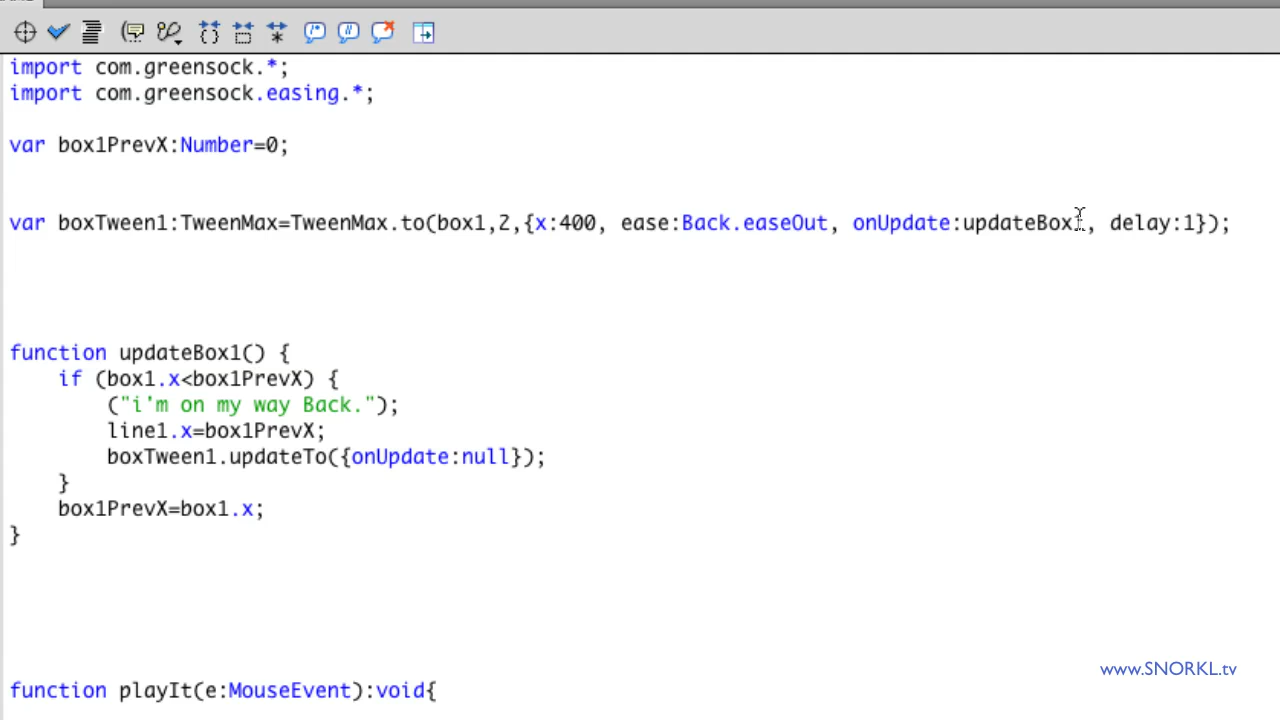 import com.greensock.*;
import com.greensock.easing.*;
var box1PrevX:Number=0;
var boxTween1:TweenMax=TweenMax.to(box1,2,{x:400, ease:Back.easeOut, onUpdate:updateBox1, delay:1});
function updateBox1() {
if (box1.x<box1PrevX) {
("i'm on my way Back.");
line1.x=box1PrevX;
boxTween1.updateTo({onUpdate:null});
}
box1PrevX=box1.x;
}
www.SNORKL.tv
function playIt(e:MouseEvent):void{